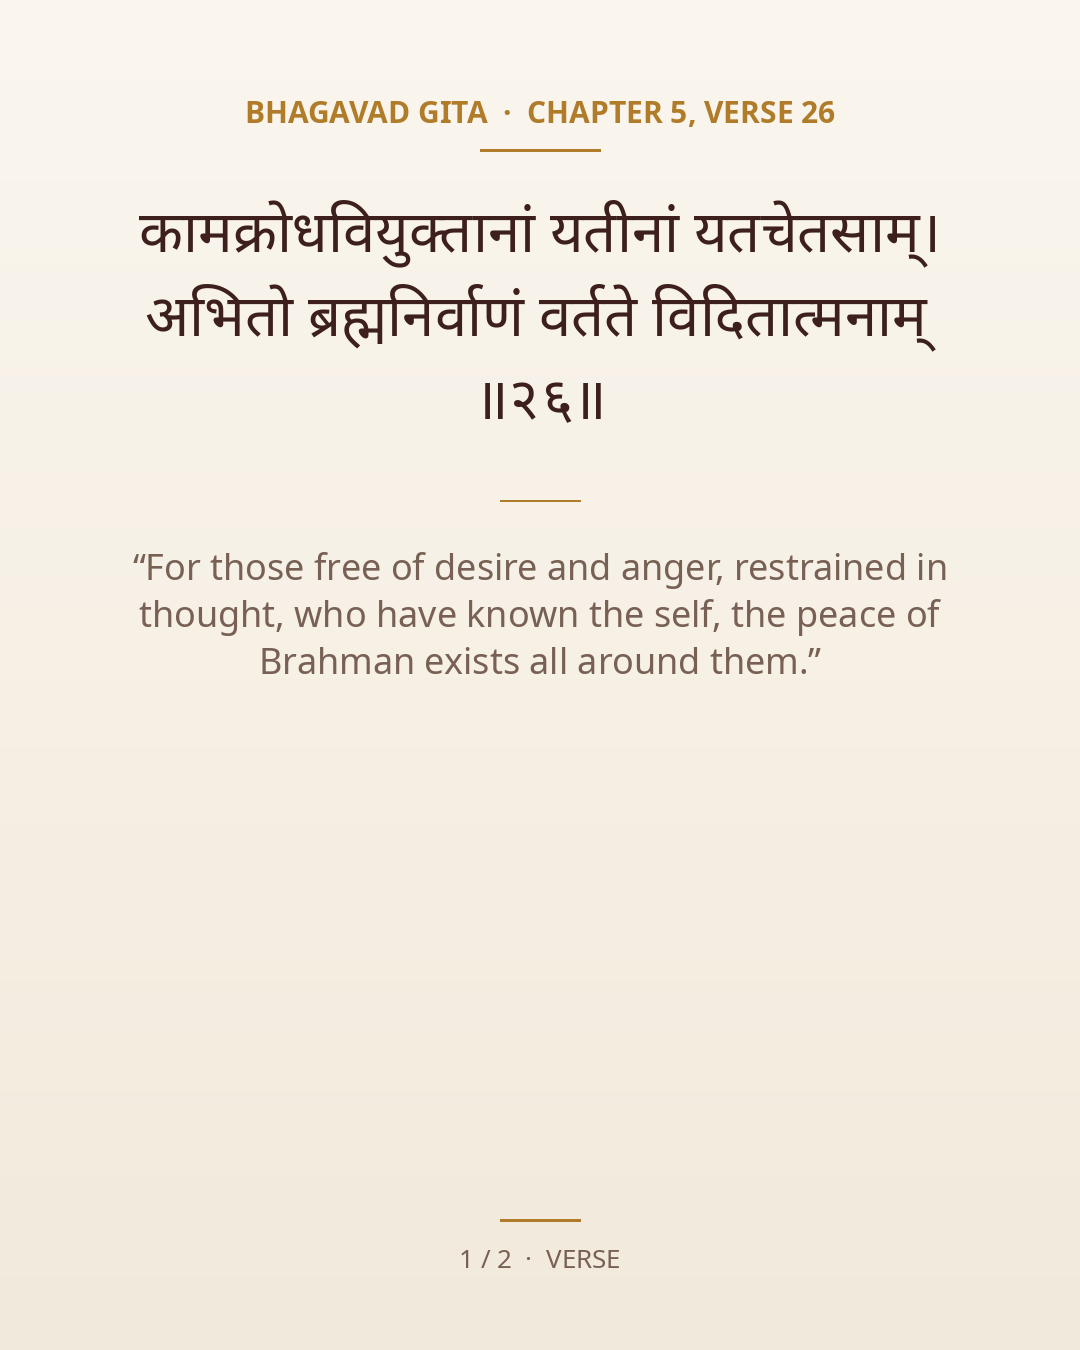 BHAGAVAD GITA · CHAPTER 5, VERSE 26
कामक्रोधवियुक्तानां यतीनां यतचेतसाम्।
अभितो ब्रह्मनिर्वाणं वर्तते विदितात्मनाम्
॥२६॥
“For those free of desire and anger, restrained in
thought, who have known the self, the peace of
Brahman exists all around them.”
1 / 2 · VERSE